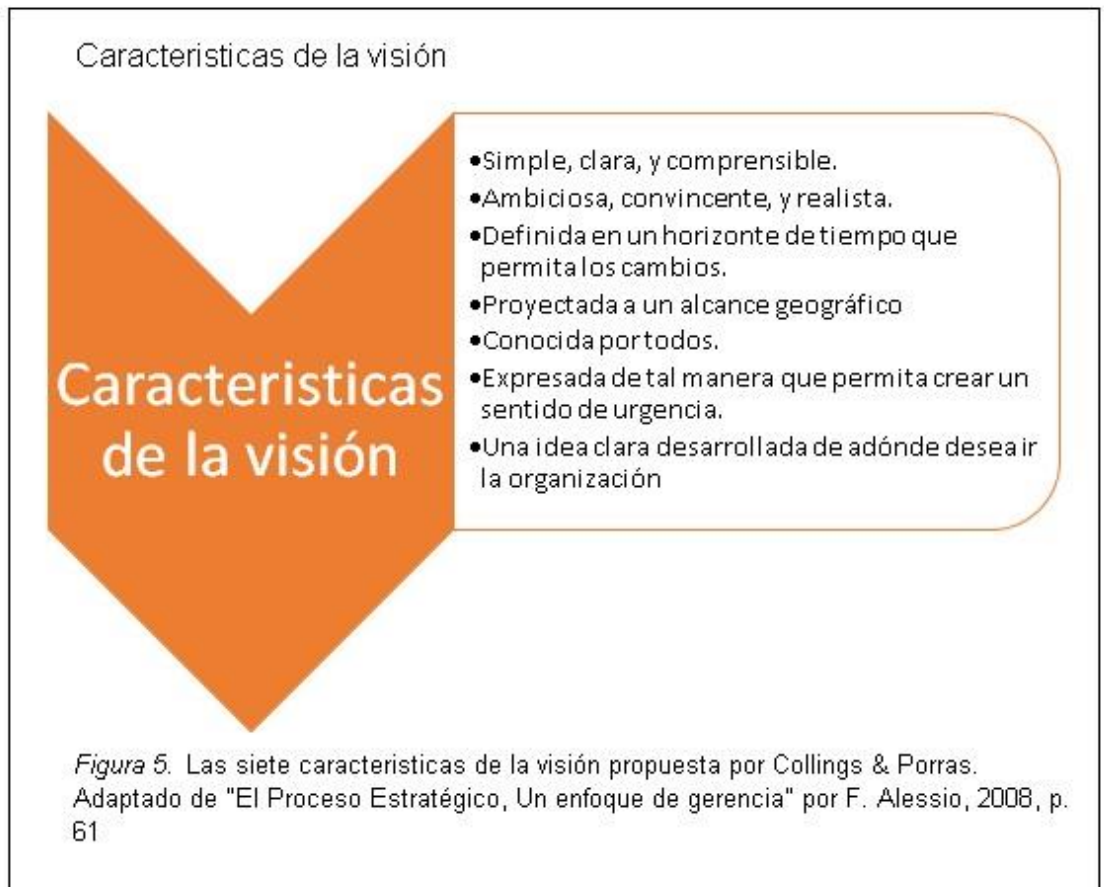 Caracteristicas de la visión
Caracteristicas
de la visión
•Simple, clara, y comprensible.
•Ambiciosa, convincente, y realista.
•Definida en un horizonte de tiempo que
permita los cambios.
•Proyectada a un alcance geográfico
•Conocida por todos.
•Expresada de tal manera que permita crear un
sentido de urgencia.
•Una idea clara desarrollada de adónde desea ir
la organización
Figura 5. Las siete caracteristicas de la visión propuesta por Collings & Porras.
Adaptado de "El Proceso Estratégico, Un enfoque de gerencia" por F. Alessio, 2008, p.
61